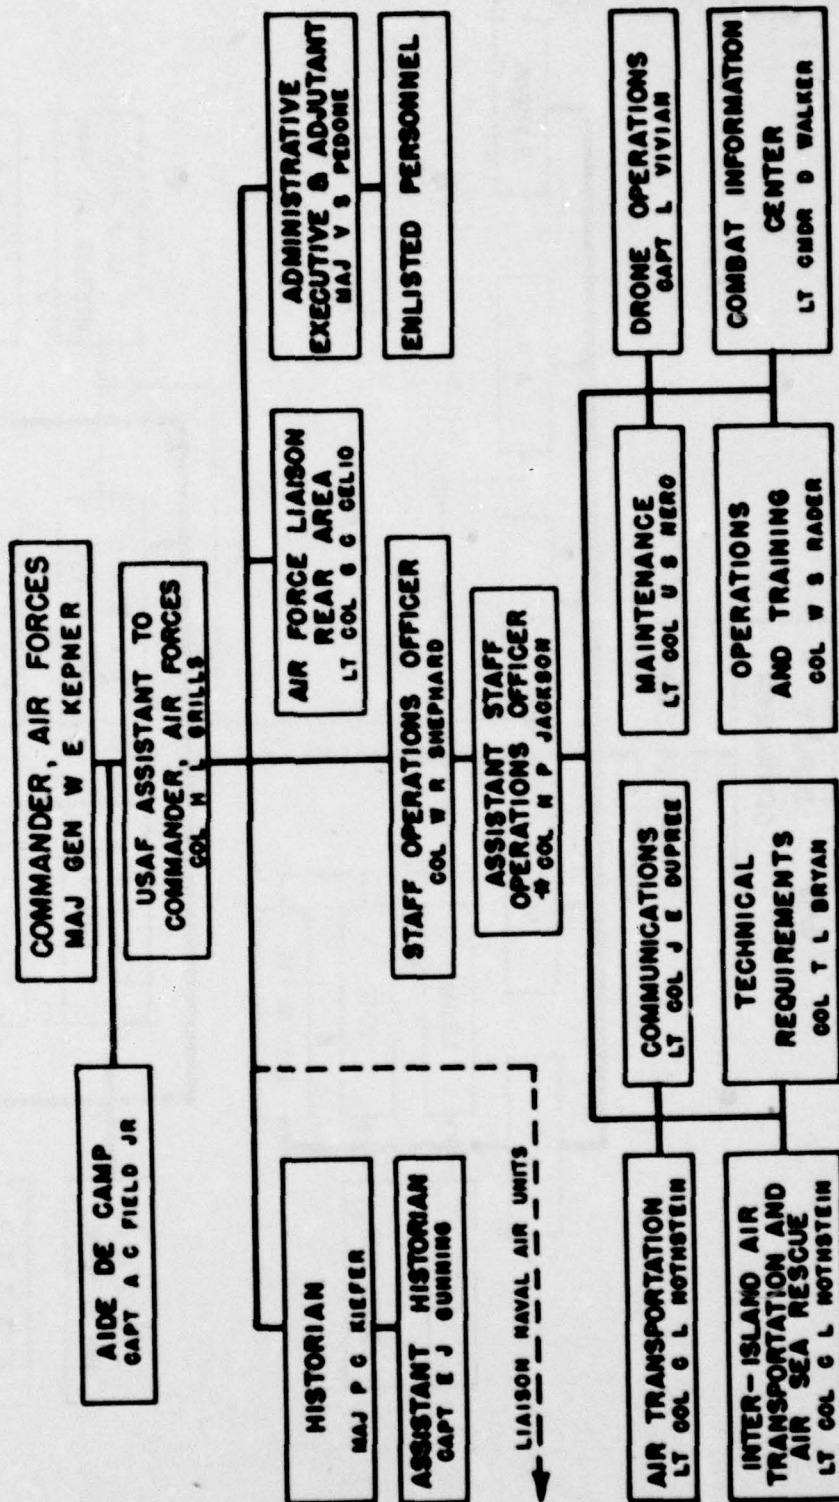 COMMANDER, AIR FORCES
MAJ GEN W E KEPNER
AIDE DE CAMP
CAPT A C FIELD JR
USAF ASSISTANT TO
COMMANDER, AIR FORCES
COL H L GRILLS
HISTORIAN
MAJ P C KIEFER
ASSISTANT HISTORIAN
CAPT E J GUNNING
AIR FORCE LIAISON
REAR AREA
LT COL G C CELIO
ADMINISTRATIVE
EXECUTIVE & ADJUTANT
MAJ V S PEDONE
ENLISTED PERSONNEL
STAFF OPERATIONS OFFICER
COL W R SHEPHARD
ASSISTANT STAFF
OPERATIONS OFFICER
* COL N P JACKSON
LIAISON NAVAL AIR UNITS
AIR TRANSPORTATION
LT COL C L HOTHSTEIN
COMMUNICATIONS
LT COL J E DUPREE
MAINTENANCE
LT COL U S NERO
DRONE OPERATIONS
CAPT L VIVIAN
INTER-ISLAND AIR
TRANSPORTATION AND
AIR SEA RESCUE
LT COL C L HOTHSTEIN
TECHNICAL
REQUIREMENTS
COL T L BRYAN
OPERATIONS
AND TRAINING
COL W S RADER
COMBAT INFORMATION
CENTER
LT CMDR D WALKER